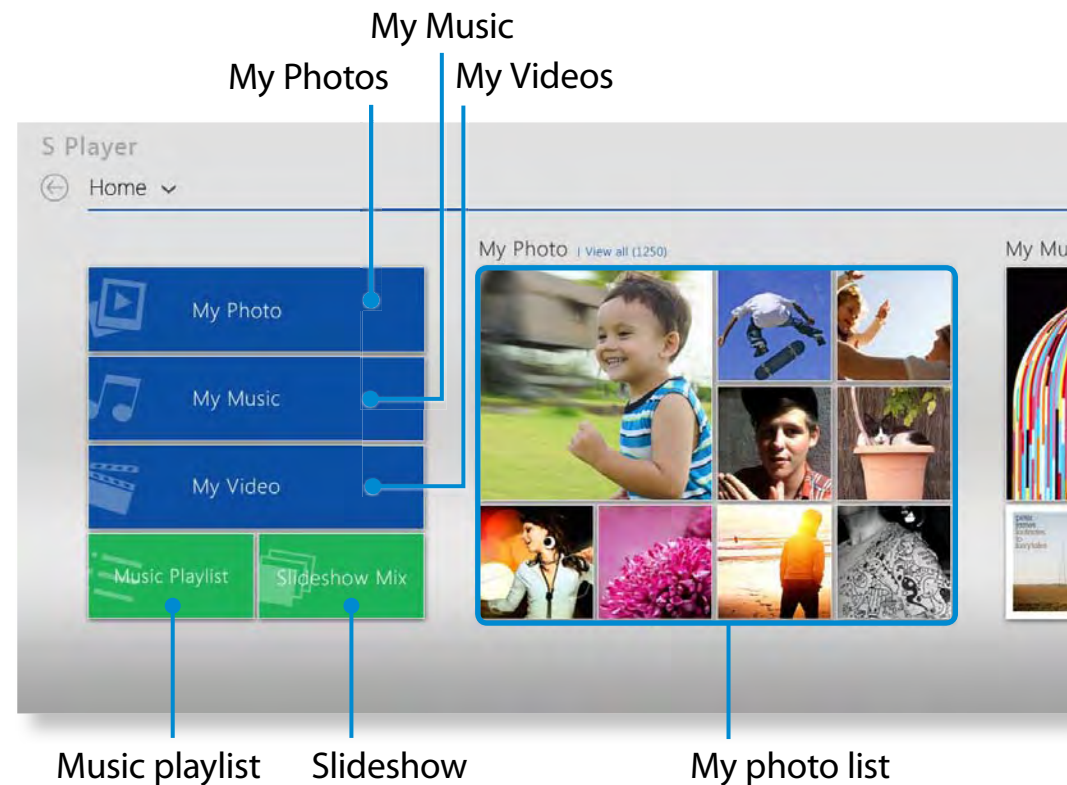 My Music
My Photos
My Videos
S Player
Home
My Photo | View all (1250)
My Mu
My Photo
My Music
My Video
Music Playlist
Slideshow Mix
Music playlist
Slideshow
My photo list